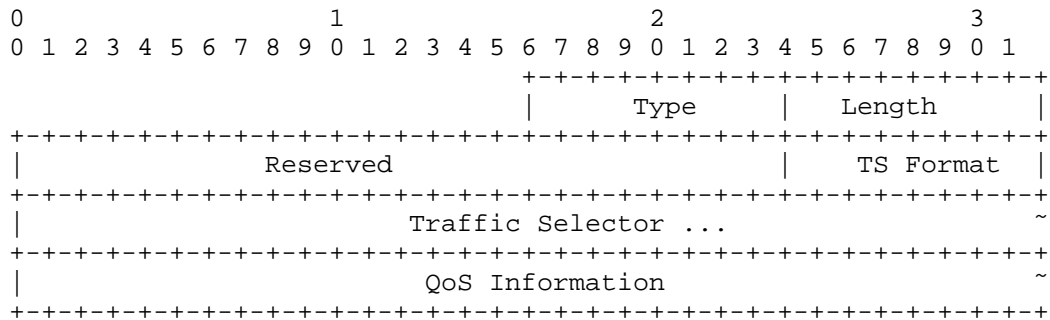 0                   1                   2                   3
0 1 2 3 4 5 6 7 8 9 0 1 2 3 4 5 6 7 8 9 0 1 2 3 4 5 6 7 8 9 0 1
                                +-+-+-+-+-+-+-+-+-+-+-+-+-+-+-+-+
                                |      Type     |   Length      |
+-+-+-+-+-+-+-+-+-+-+-+-+-+-+-+-+-+-+-+-+-+-+-+-+-+-+-+-+-+-+-+-+
|               Reserved                        |    TS Format  |
+-+-+-+-+-+-+-+-+-+-+-+-+-+-+-+-+-+-+-+-+-+-+-+-+-+-+-+-+-+-+-+-+
|                        Traffic Selector ...                   ~
+-+-+-+-+-+-+-+-+-+-+-+-+-+-+-+-+-+-+-+-+-+-+-+-+-+-+-+-+-+-+-+-+
|                         QoS Information                       ~
+-+-+-+-+-+-+-+-+-+-+-+-+-+-+-+-+-+-+-+-+-+-+-+-+-+-+-+-+-+-+-+-+